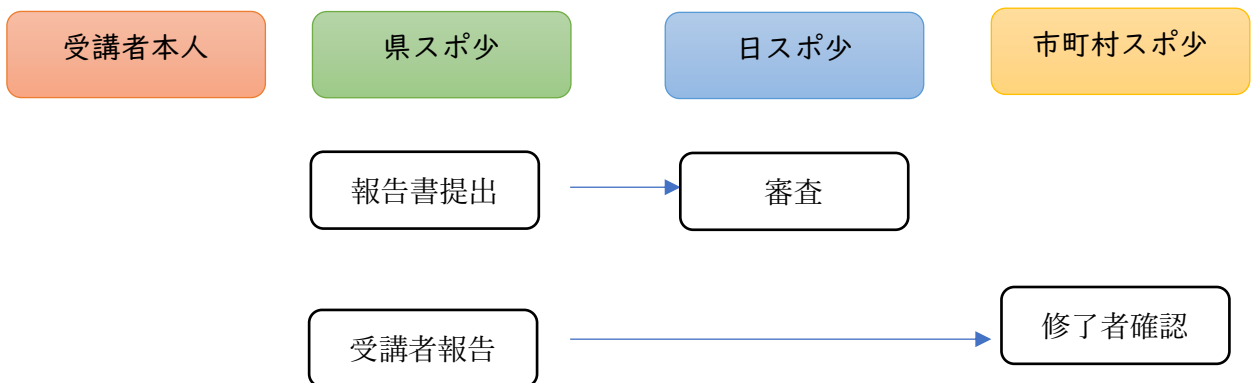 受講者本人
県スポ少
日スポ少
市町村スポ少
報告書提出
審査
受講者報告
修了者確認